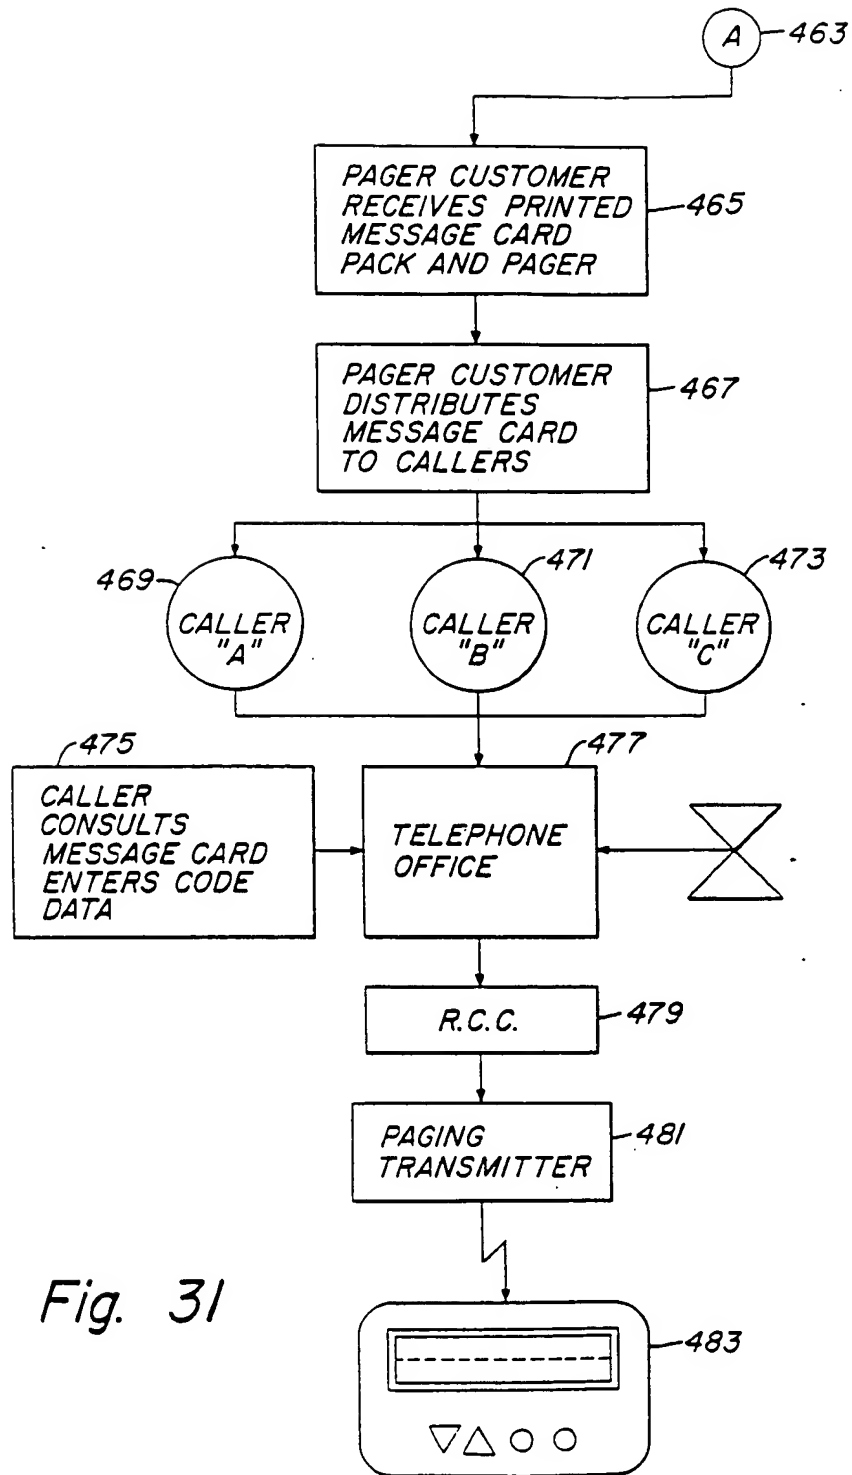 A
463
PAGER CUSTOMER
RECEIVES PRINTED
MESSAGE CARD
PACK AND PAGER
465
PAGER CUSTOMER
DISTRIBUTES
MESSAGE CARD
TO CALLERS
467
469
CALLER
"A"
471
CALLER
"B"
473
CALLER
"C"
475
CALLER
CONSULTS
MESSAGE CARD
ENTERS CODE
DATA
477
TELEPHONE
OFFICE
R.C.C.
479
PAGING
TRANSMITTER
481
Fig. 31
483